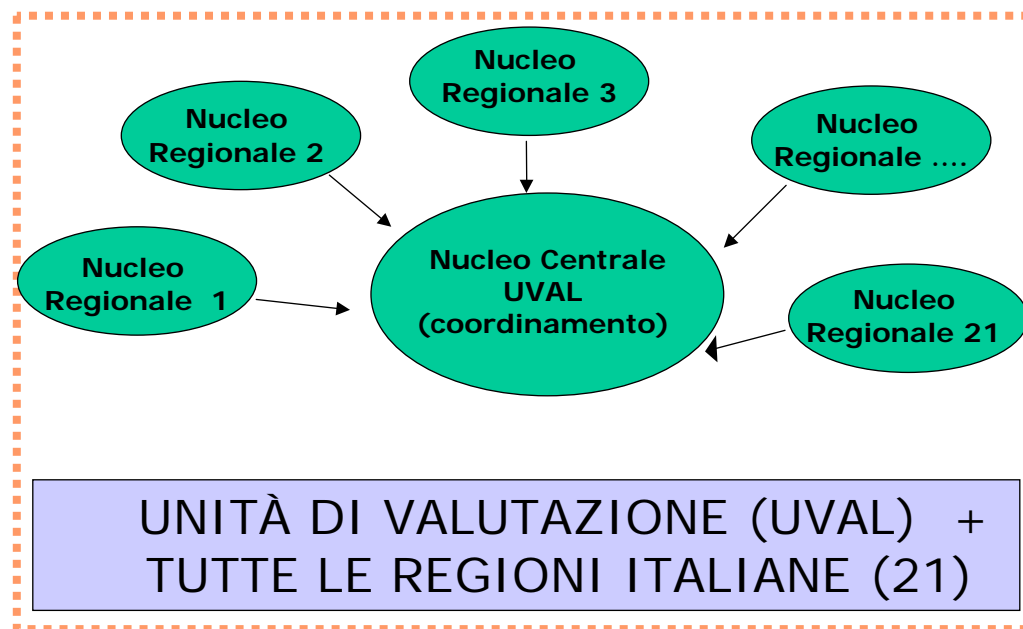 Nucleo
Regionale 3
Nucleo
Regionale 2
Nucleo
Regionale ....
Nucleo
Regionale 1
Nucleo Centrale
UVAL
(coordinamento)
Nucleo
Regionale 21
UNITÀ DI VALUTAZIONE (UVAL) +
TUTTE LE REGIONI ITALIANE (21)